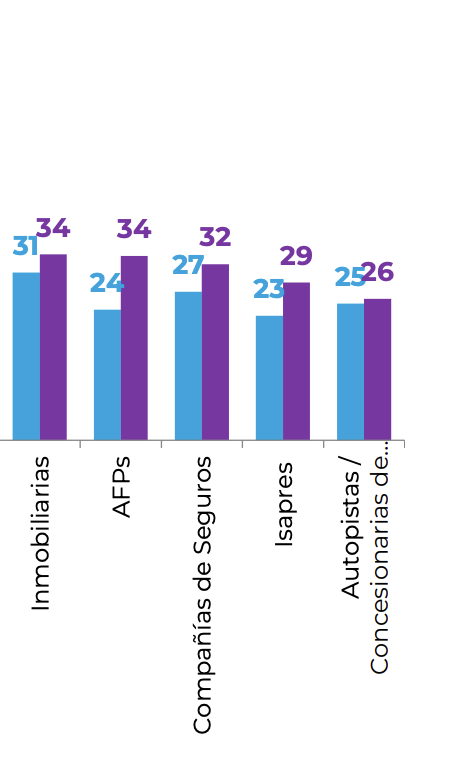 31
34
24
34
27
32
23
29
25
26
Inmobiliarias
AFPs
Compañías de Seguros
Isapres
Autopistas /
Concesionarias de...